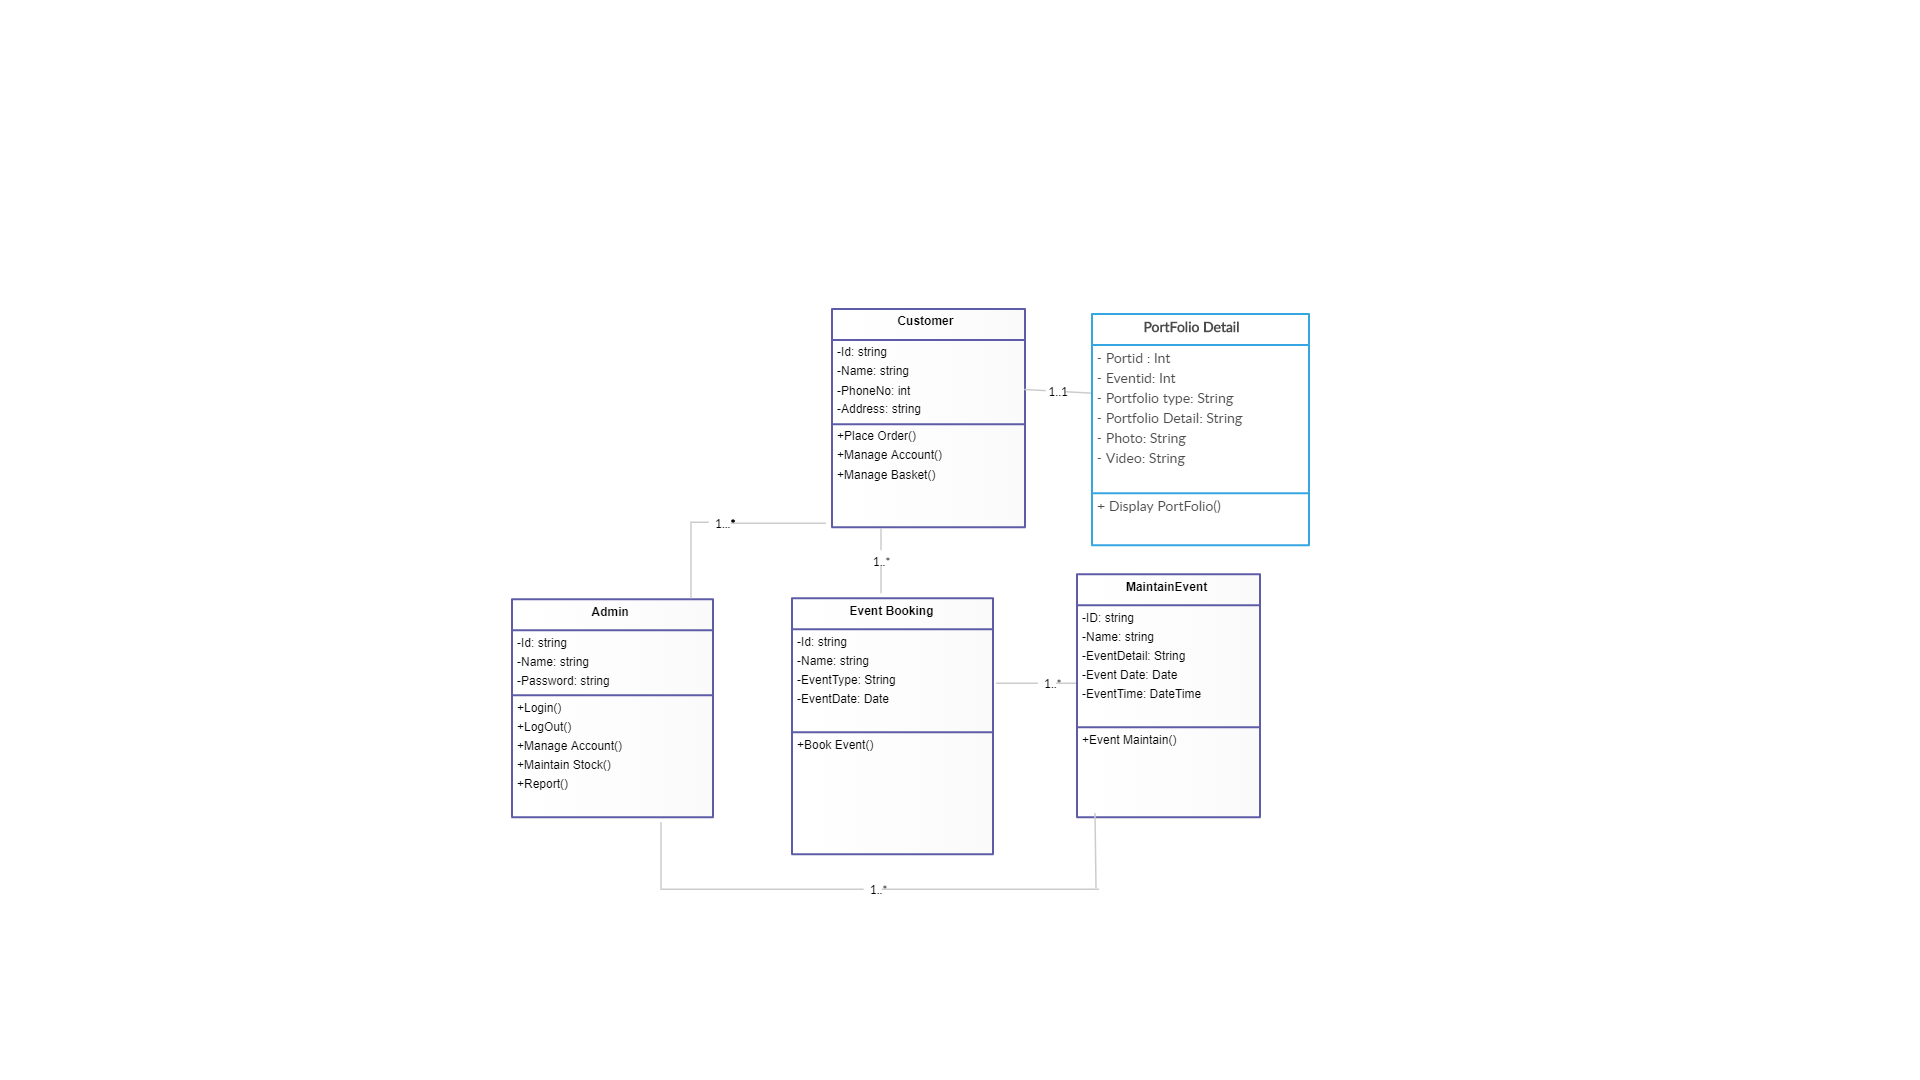 Customer
-Id: string
-Name: string
-PhoneNo: int
-Address: string
+Place Order()
+Manage Account()
+Manage Basket()
1..1
PortFolio Detail
- Portid : Int
- Eventid: Int
- Portfolio type: String
- Portfolio Detail: String
- Photo: String
- Video: String
+ Display PortFolio()
1...*
1..*
Admin
-Id: string
-Name: string
-Password: string
+Login()
+LogOut()
+Manage Account()
+Maintain Stock()
+Report()
Event Booking
-Id: string
-Name: string
-EventType: String
-EventDate: Date
+Book Event()
1..*
MaintainEvent
-ID: string
-Name: string
-EventDetail: String
-Event Date: Date
-EventTime: DateTime
+Event Maintain()
1..*